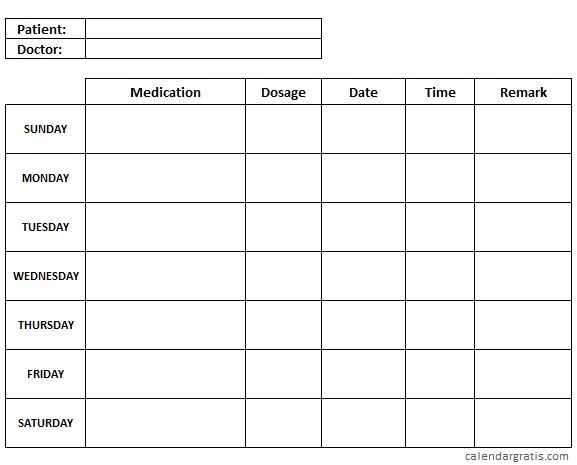 Patient:
Doctor:
Medication Dosage Date Time Remark
SUNDAY
MONDAY
TUESDAY
WEDNESDAY
THURSDAY
FRIDAY
SATURDAY
calendargratis.com